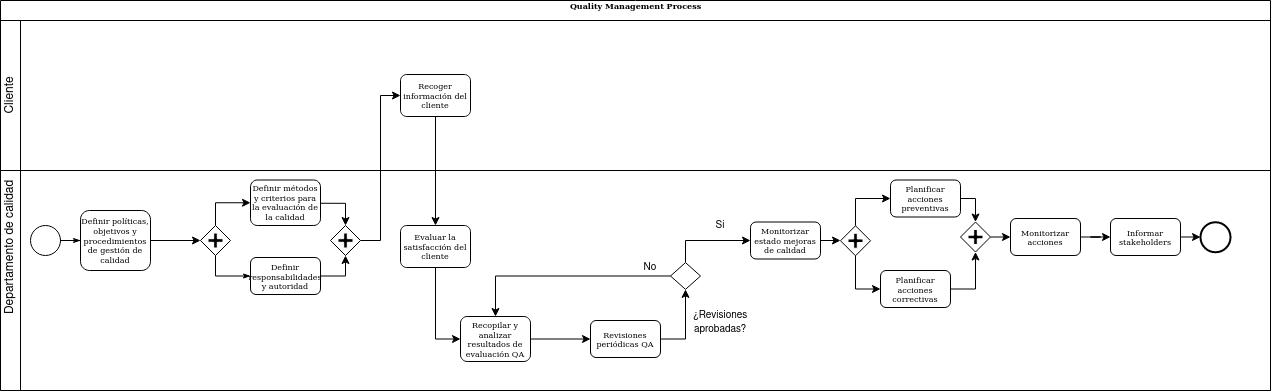 Quality Management Process
Cliente
Recoger
información del
cliente
Departamento de calidad
Definir políticas,
objetivos y
procedimientos
de gestión de
calidad
Definir métodos
y criterios para
la evaluación de
la calidad
Definir
responsabilidades
y autoridad
Evaluar la
satisfacción del
cliente
Recopilar y
analizar
resultados de
evaluación QA
Revisiones
periódicas QA
¿Revisiones
aprobadas?
No
Si
Monitorizar
estado mejoras
de calidad
Planificar
acciones
preventivas
Planificar
acciones
correctivas
Monitorizar
acciones
Informar
stakeholders